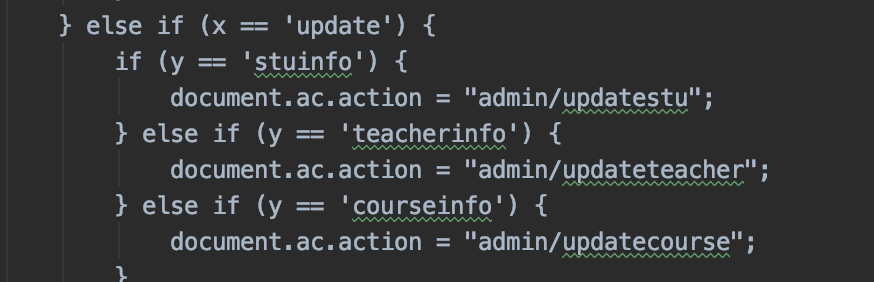 } else if (x == 'update') {
if (y == 'stuinfo') {
document.ac.action = "admin/updatestu";
} else if (y == 'teacherinfo') {
document.ac.action = "admin/updateteacher";
} else if (y == 'courseinfo') {
document.ac.action = "admin/updatecourse";
}